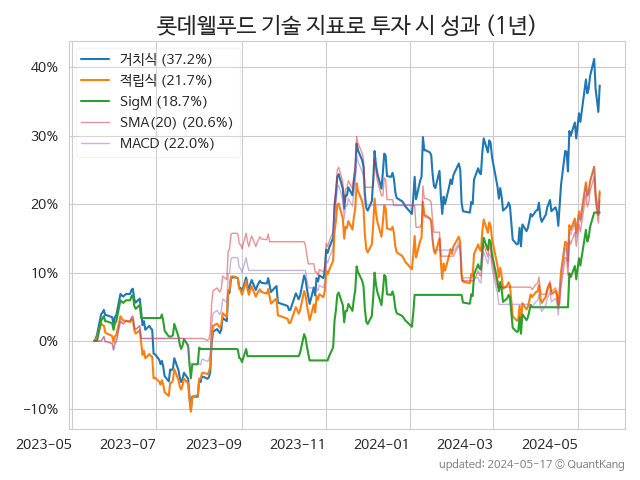 롯데웰푸드 기술 지표로 투자 시 성과 (1년)
거치식 (37.2%)
적립식 (21.7%)
SigM (18.7%)
SMA(20) (20.6%)
MACD (22.0%)
40%
30%
20%
10%
0%
−10%
2023-05 2023-07 2023-09 2023-11 2024-01 2024-03 2024-05
updated: 2024-05-17 © QuantKang